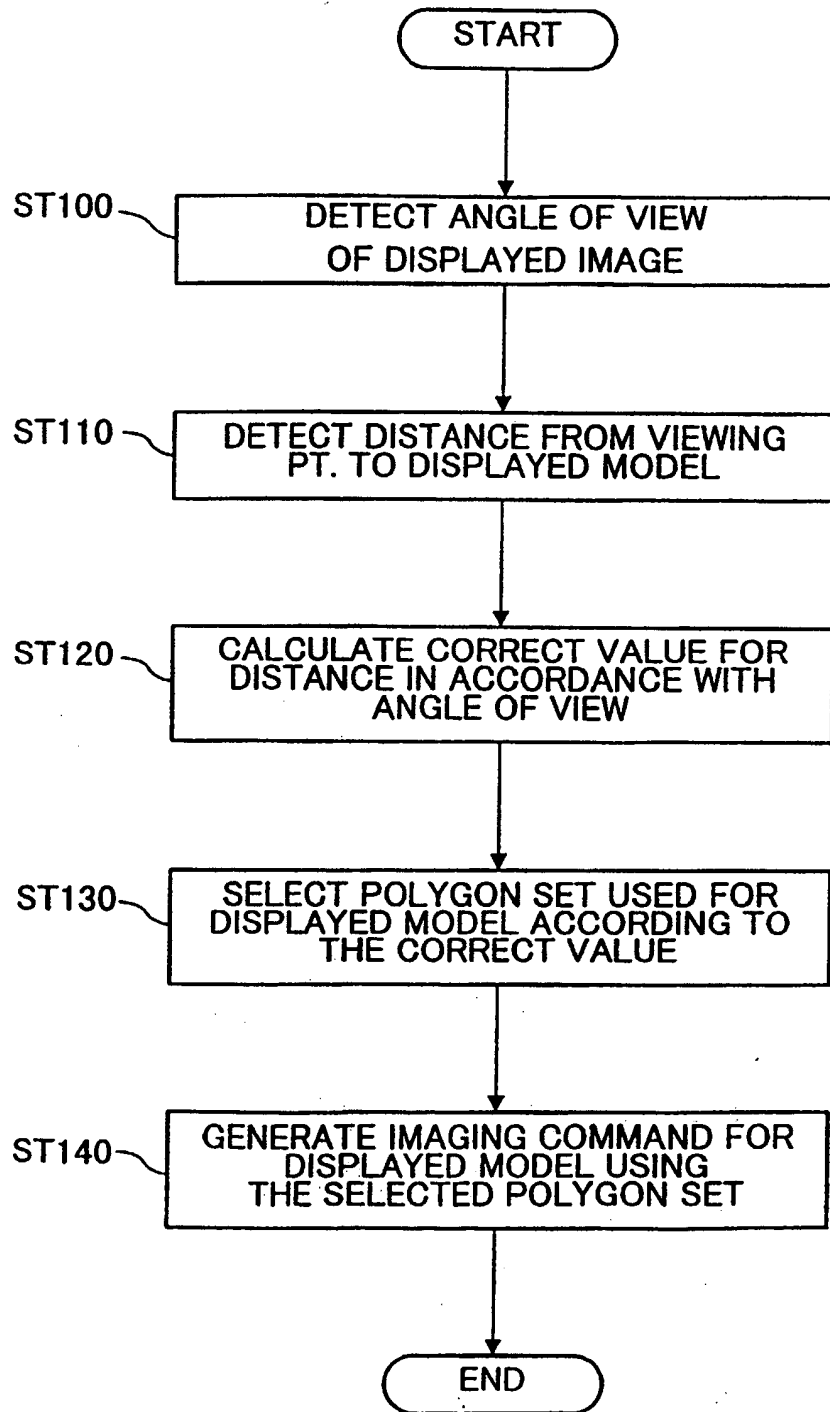 START
ST100
DETECT ANGLE OF VIEW
OF DISPLAYED IMAGE
ST110
DETECT DISTANCE FROM VIEWING
PT. TO DISPLAYED MODEL
ST120
CALCULATE CORRECT VALUE FOR
DISTANCE IN ACCORDANCE WITH
ANGLE OF VIEW
ST130
SELECT POLYGON SET USED FOR
DISPLAYED MODEL ACCORDING TO
THE CORRECT VALUE
ST140
GENERATE IMAGING COMMAND FOR
DISPLAYED MODEL USING
THE SELECTED POLYGON SET
END